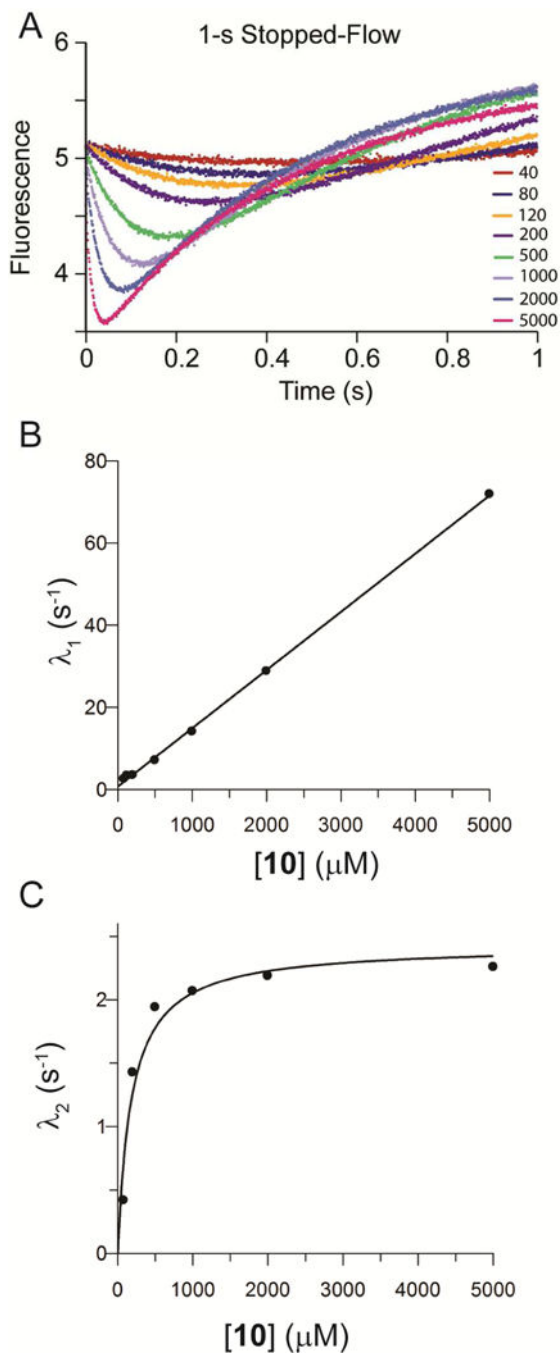 A
1-s Stopped-Flow
6
5
4
Fluorescence
40
80
120
200
500
1000
2000
5000
0 0.2 0.4 0.6 0.8 1
Time (s)
B
80
60
40
20
0
λ1 (s-1)
0 1000 2000 3000 4000 5000
[10] (μM)
C
2
1
0
λ2 (s-1)
0 1000 2000 3000 4000 5000
[10] (μM)